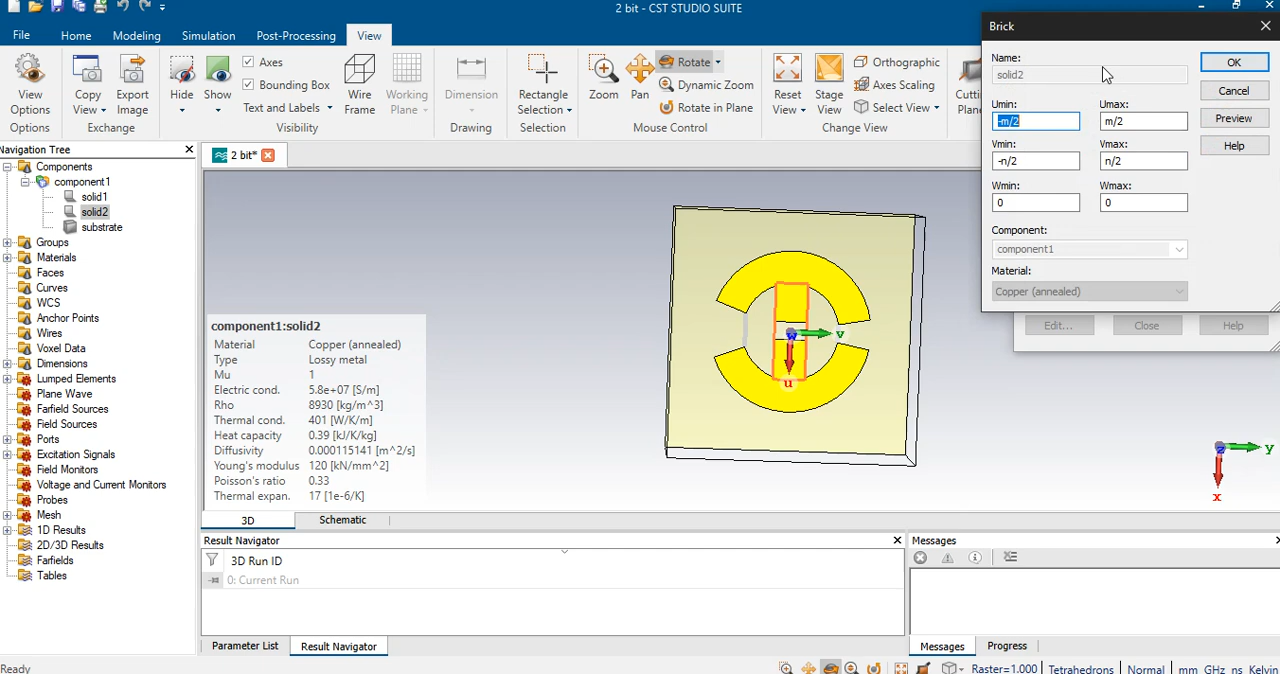 2 bit - CST STUDIO SUITE
File Home Modeling Simulation Post-Processing View
View Options
Copy View
Export Image
Hide
Show
Axes
Bounding Box
Text and Labels
Wire Frame
Working Plane
Dimension
Rectangle Selection
Zoom
Pan
Rotate
Dynamic Zoom
Rotate in Plane
Reset View
Stage View
Orthographic
Axes Scaling
Select View
Options Exchange Visibility Drawing Selection Mouse Control Change View
Navigation Tree
Components
component1
solid1
solid2
substrate
Groups
Materials
Faces
Curves
WCS
Anchor Points
Wires
Voxel Data
Dimensions
Lumped Elements
Plane Wave
Farfield Sources
Field Sources
Ports
Excitation Signals
Field Monitors
Voltage and Current Monitors
Probes
Mesh
1D Results
2D/3D Results
Farfields
Tables
2 bit*
component1:solid2
Material Copper (annealed)
Type Lossy metal
Mu 1
Electric cond. 5.8e+07 [S/m]
Rho 8930 [kg/m^3]
Thermal cond. 401 [W/K/m]
Heat capacity 0.39 [kJ/K/kg]
Diffusivity 0.000115141 [m^2/s]
Young's modulus 120 [kN/mm^2]
Poisson's ratio 0.33
Thermal expan. 17 [1e-6/K]
w
v
u
z
y
x
3D Schematic
Brick
Name:
solid2
Umin: Umax:
-m/2 m/2
Vmin: Vmax:
-n/2 n/2
Wmin: Wmax:
0 0
Component:
component1
Material:
Copper (annealed)
OK
Cancel
Preview
Help
Edit... Close Help
Result Navigator
3D Run ID
0: Current Run
Parameter List Result Navigator
Messages
Messages Progress
Ready
Raster=1.000 Tetrahedrons Normal mm GHz ns Kelvin